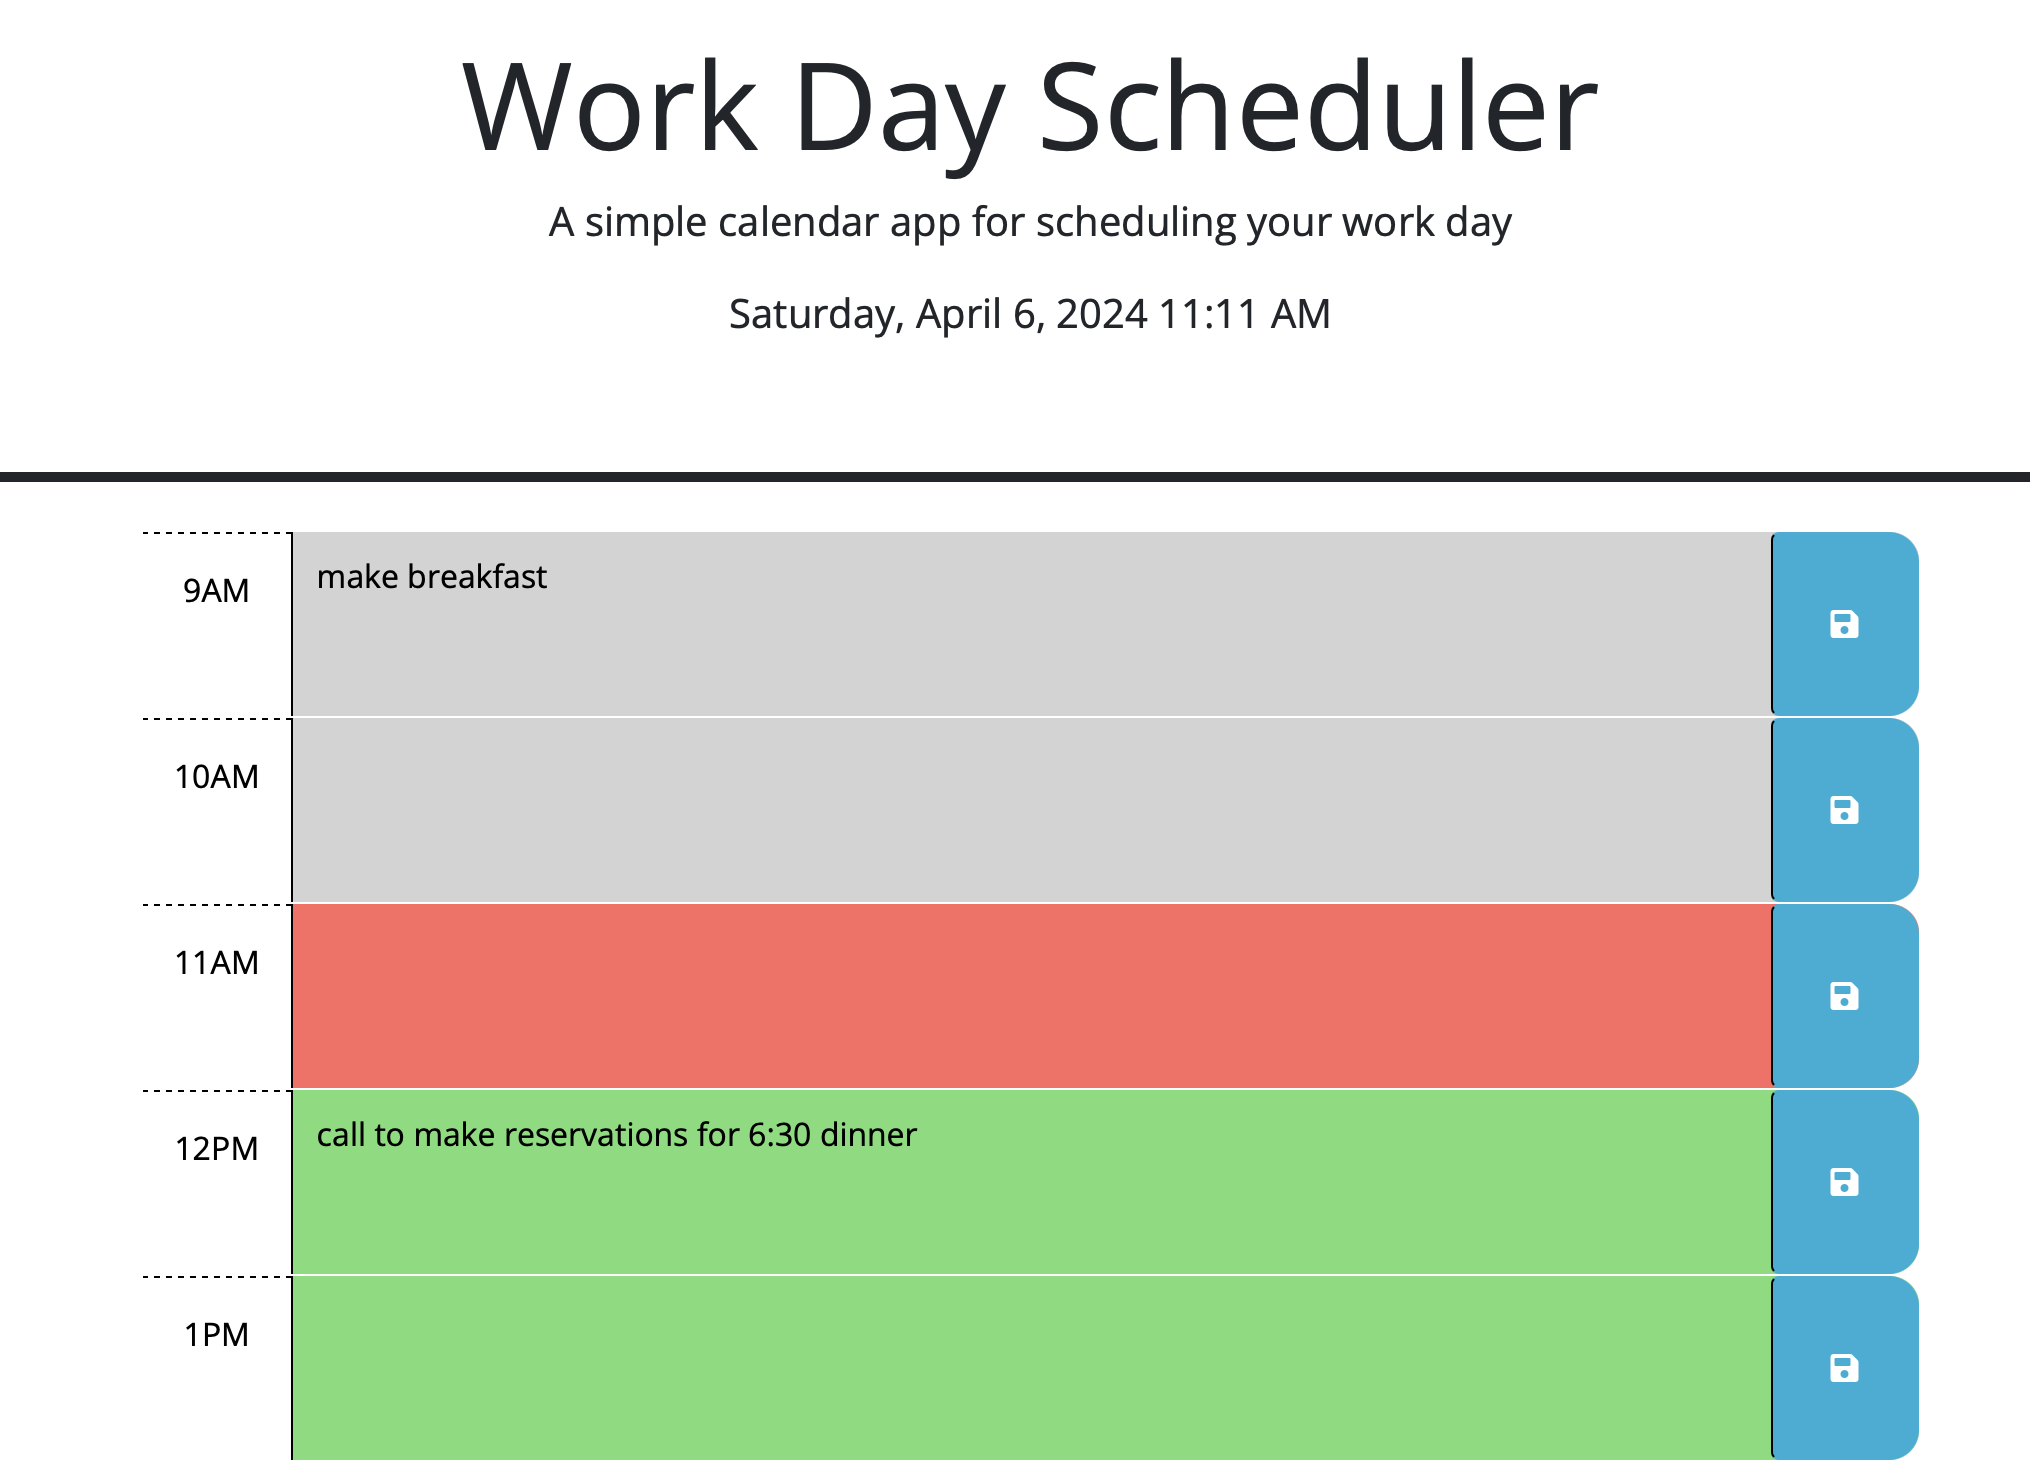 Work Day Scheduler
A simple calendar app for scheduling your work day
Saturday, April 6, 2024 11:11 AM
9AM
make breakfast
10AM
11AM
12PM
call to make reservations for 6:30 dinner
1PM